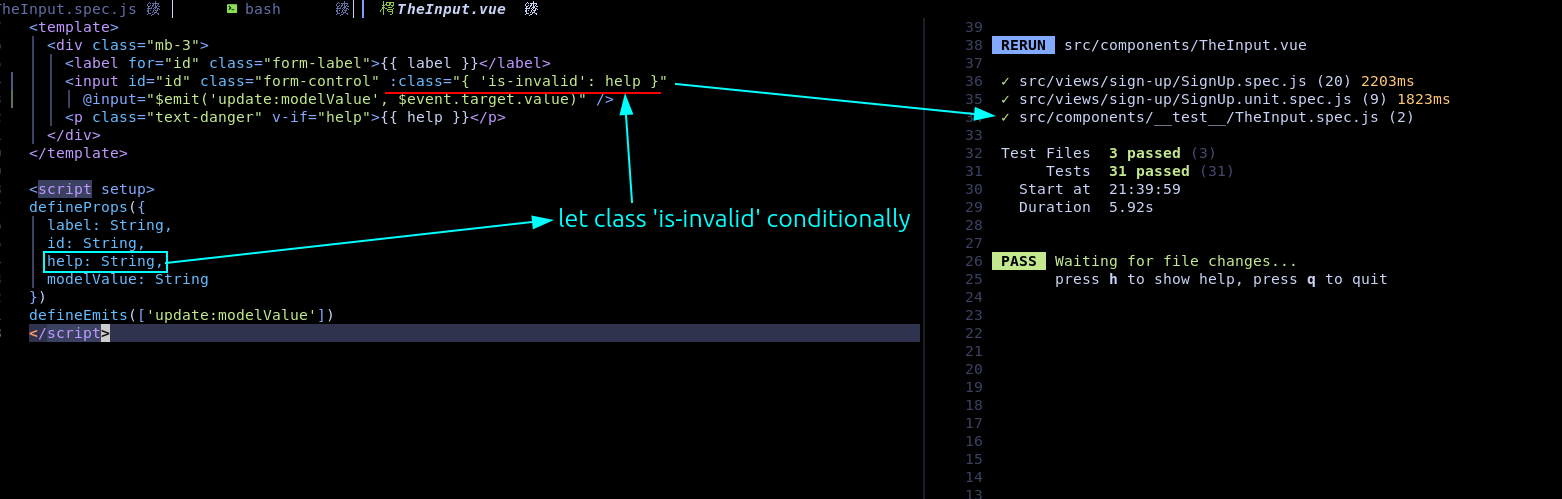 TheInput.spec.js bash TheInput.vue
<template>
<div class="mb-3">
<label for="id" class="form-label">{{ label }}</label>
<input id="id" class="form-control" :class="{ 'is-invalid': help }"
@input="$emit('update:modelValue', $event.target.value)" />
<p class="text-danger" v-if="help">{{ help }}</p>
</div>
</template>
<script setup>
defineProps({
label: String,
id: String,
help: String,
modelValue: String
})
defineEmits(['update:modelValue'])
</script>
let class 'is-invalid' conditionally
39
38 RERUN src/components/TheInput.vue
37
36 ✓ src/views/sign-up/SignUp.spec.js (20) 2203ms
35 ✓ src/views/sign-up/SignUp.unit.spec.js (9) 1823ms
34 ✓ src/components/__test__/TheInput.spec.js (2)
33
32 Test Files 3 passed (3)
31 Tests 31 passed (31)
30 Start at 21:39:59
29 Duration 5.92s
28
27
26 PASS Waiting for file changes...
25 press h to show help, press q to quit
24
23
22
21
20
19
18
17
16
15
14
13